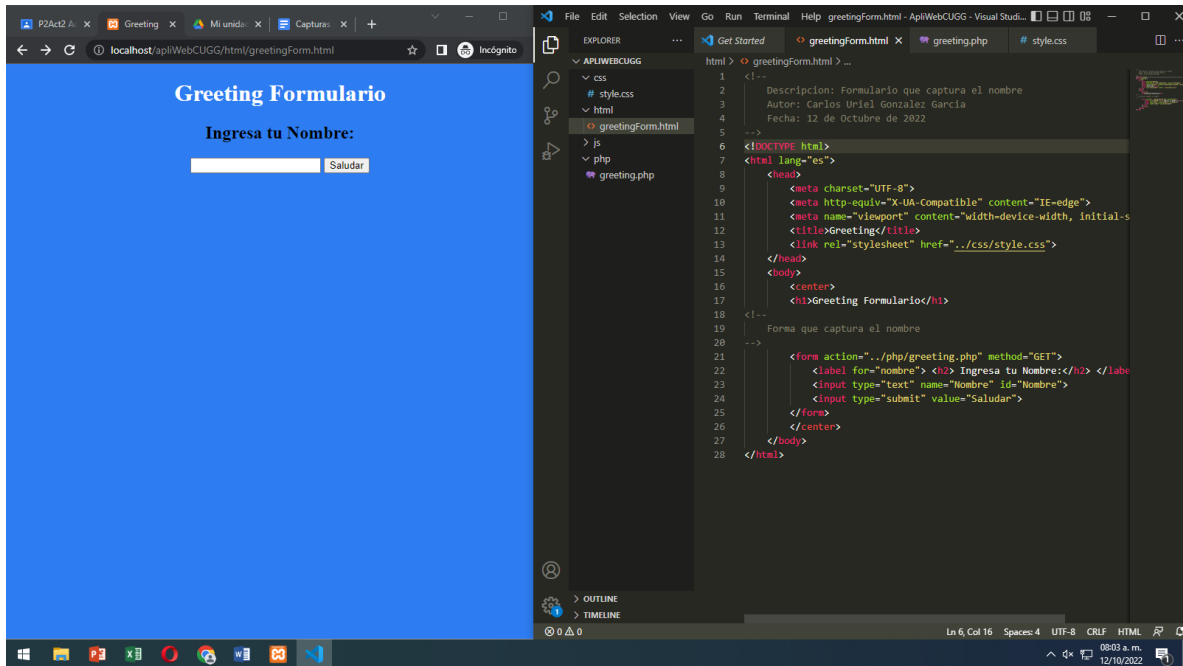 P2Act2 A
Greeting
Mi unidad
Capturas
localhost/apliWebCUGG/html/greetingForm.html
Incógnito
Greeting Formulario
Ingresa tu Nombre:
Saludar
File Edit Selection View Go Run Terminal Help greetingForm.html - ApliWebCUGG - Visual Studi...
EXPLORER
APLIWEBCUGG
css
# style.css
html
<> greetingForm.html
js
php
greeting.php
OUTLINE
TIMELINE
Get Started
<> greetingForm.html
greeting.php
# style.css
html > <> greetingForm.html > ...
1 <!--
2 Descripcion: Formulario que captura el nombre
3 Autor: Carlos Uriel Gonzalez Garcia
4 Fecha: 12 de Octubre de 2022
5 -->
6 <!DOCTYPE html>
7 <html lang="es">
8 <head>
9 <meta charset="UTF-8">
10 <meta http-equiv="X-UA-Compatible" content="IE=edge">
11 <meta name="viewport" content="width=device-width, initial-s
12 <title>Greeting</title>
13 <link rel="stylesheet" href="../css/style.css">
14 </head>
15 <body>
16 <center>
17 <h1>Greeting Formulario</h1>
18 <!--
19 Forma que captura el nombre
20 -->
21 <form action="../php/greeting.php" method="GET">
22 <label for="nombre"> <h2> Ingresa tu Nombre:</h2> </labe
23 <input type="text" name="Nombre" id="Nombre">
24 <input type="submit" value="Saludar">
25 </form>
26 </center>
27 </body>
28 </html>
0 0
Ln 6, Col 16 Spaces: 4 UTF-8 CRLF HTML
08:03 a. m.
12/10/2022